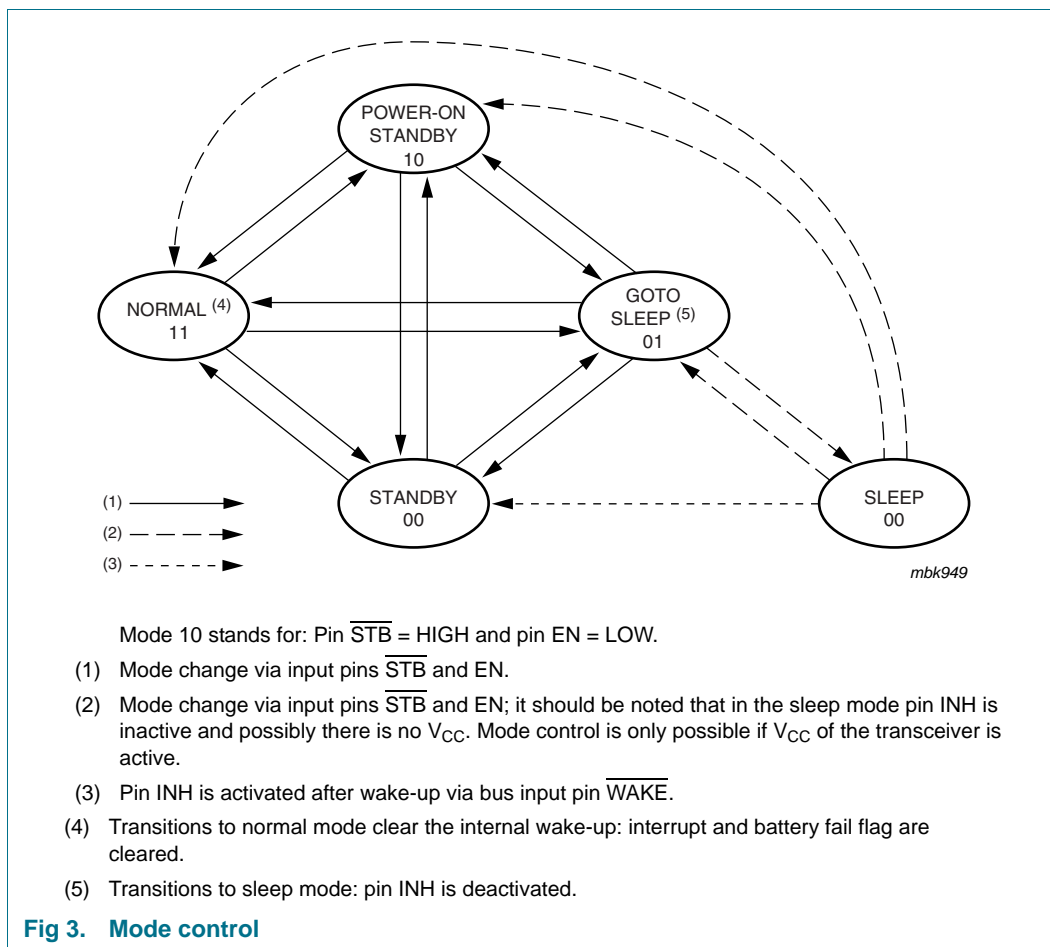 POWER-ON
STANDBY
10
NORMAL (4)
11
GOTO
SLEEP (5)
01
STANDBY
00
SLEEP
00
(1)
(2)
(3)
mbk949
Mode 10 stands for: Pin S̅T̅B̅ = HIGH and pin EN = LOW.
(1) Mode change via input pins S̅T̅B̅ and EN.
(2) Mode change via input pins S̅T̅B̅ and EN; it should be noted that in the sleep mode pin INH is
inactive and possibly there is no VCC. Mode control is only possible if VCC of the transceiver is
active.
(3) Pin INH is activated after wake-up via bus input pin W̅A̅K̅E̅.
(4) Transitions to normal mode clear the internal wake-up: interrupt and battery fail flag are
cleared.
(5) Transitions to sleep mode: pin INH is deactivated.
Fig 3. Mode control